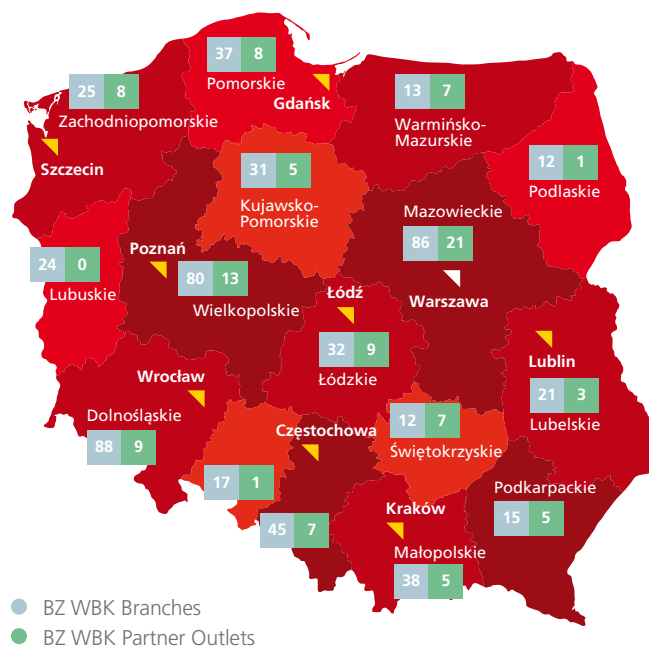 37 8
Pomorskie
Gdańsk
25 8
Zachodniopomorskie
Szczecin
13 7
Warmińsko-
Mazurskie
12 1
Podlaskie
31 5
Kujawsko-
Pomorskie
Mazowieckie
86 21
Warszawa
24 0
Lubuskie
Poznań
80 13
Wielkopolskie
Łódź
32 9
Łódzkie
Lublin
21 3
Lubelskie
Wrocław
Dolnośląskie
88 9
17 1
Częstochowa
45 7
12 7
Świętokrzyskie
Podkarpackie
15 5
Kraków
Małopolskie
38 5
BZ WBK Branches
BZ WBK Partner Outlets